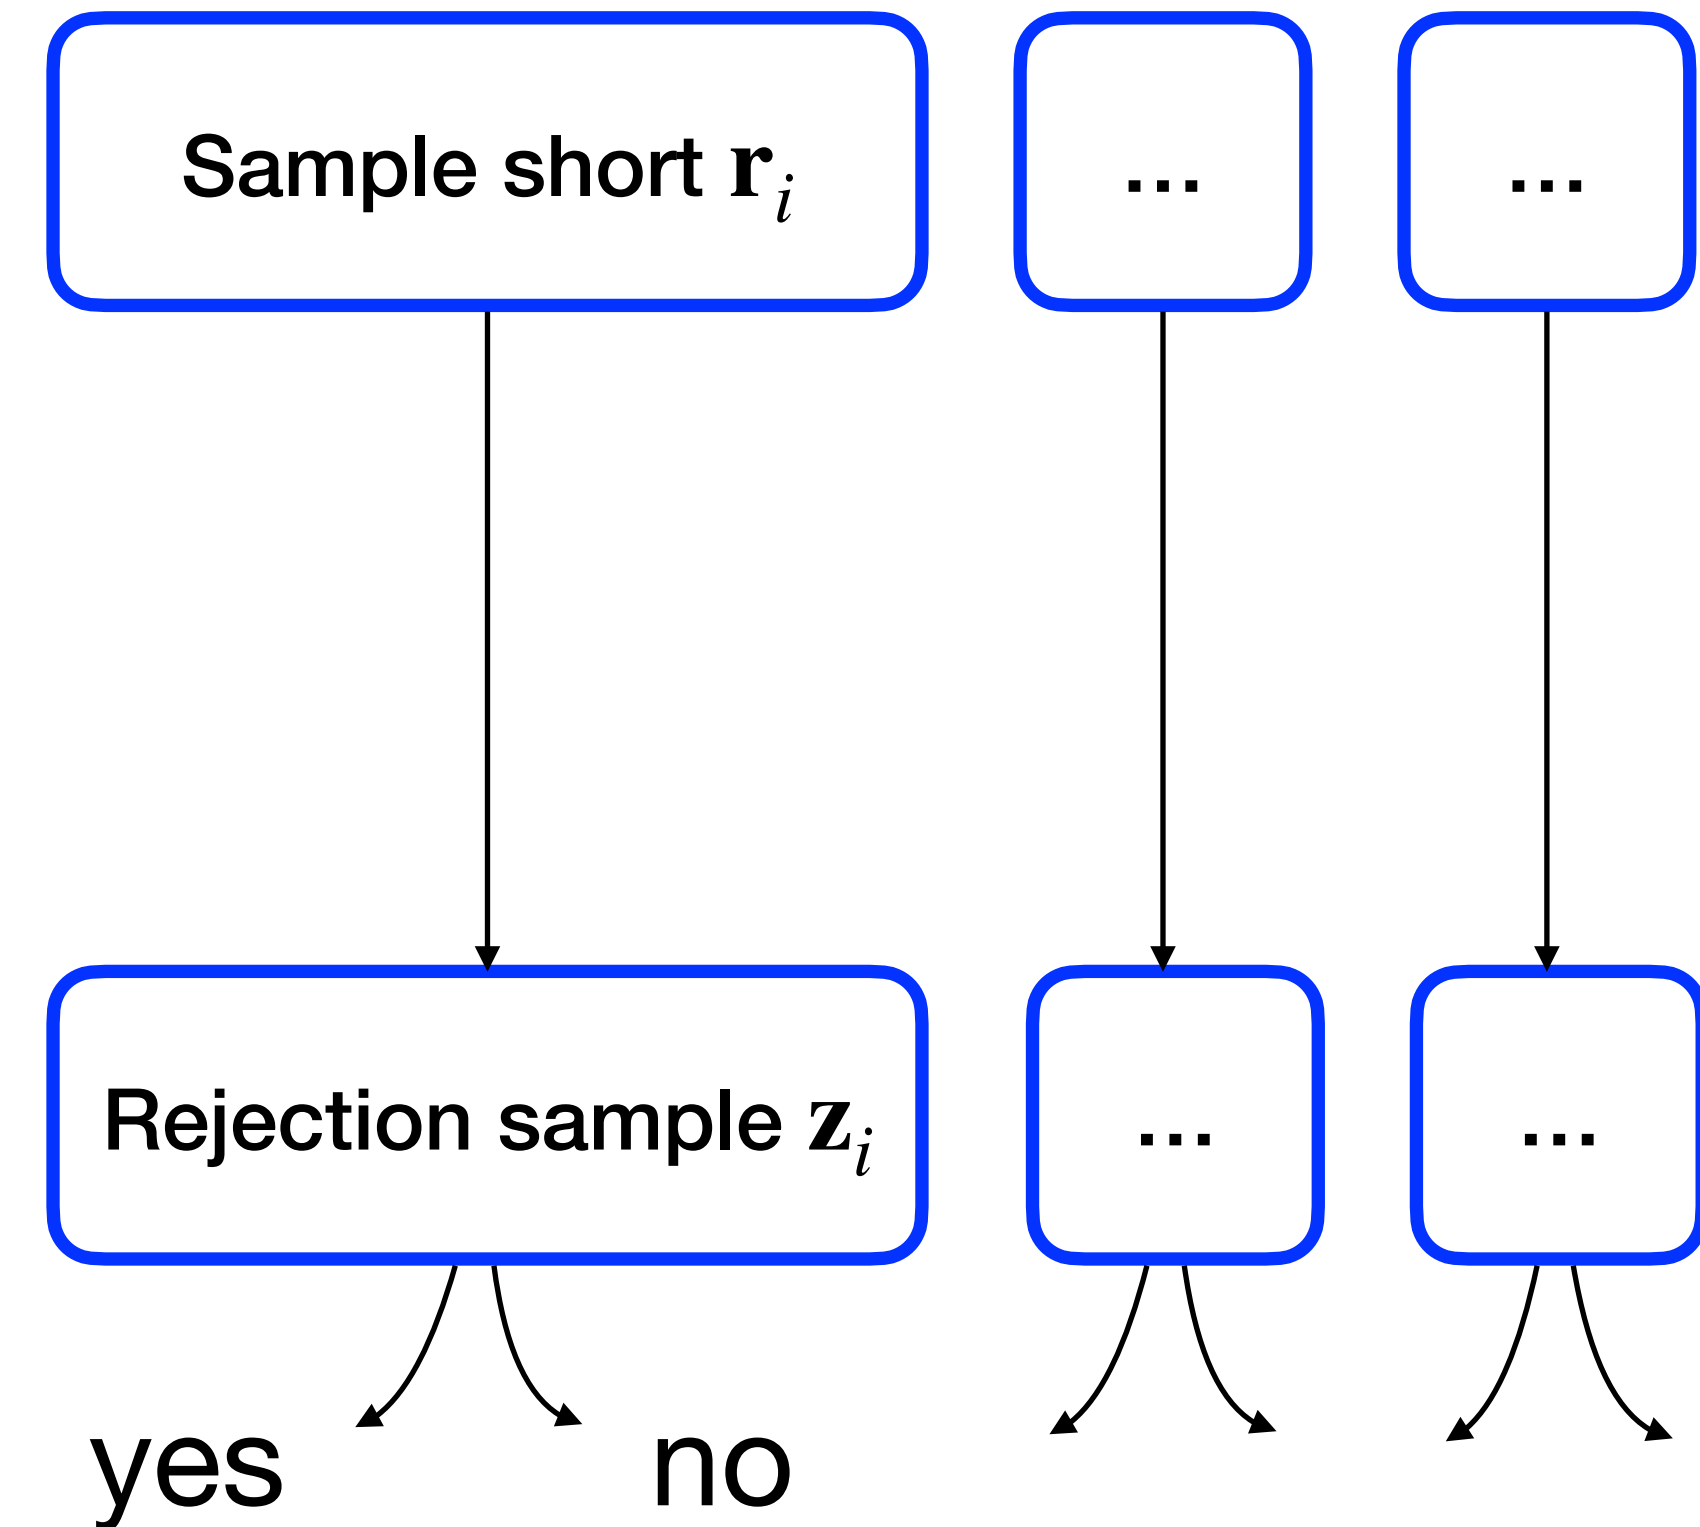 Sample short 𝐫ᵢ ... ...
Rejection sample 𝐳ᵢ ... ...
yes no